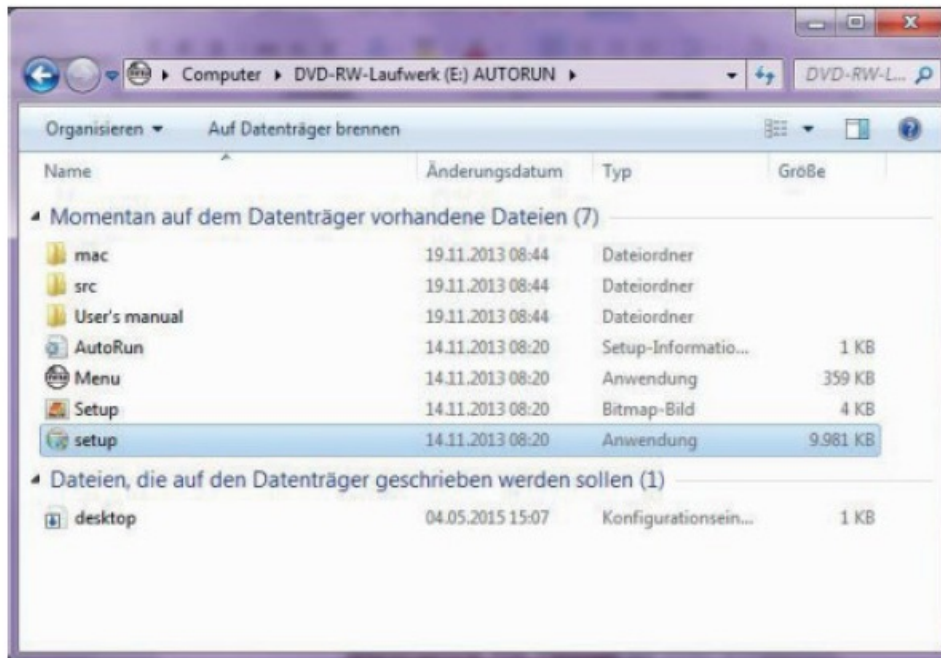 Computer ▸ DVD-RW-Laufwerk (E:) AUTORUN ▸ DVD-RW-L...
Organisieren Auf Datenträger brennen
Name Änderungsdatum Typ Größe
Momentan auf dem Datenträger vorhandene Dateien (7)
mac 19.11.2013 08:44 Dateiordner
src 19.11.2013 08:44 Dateiordner
User's manual 19.11.2013 08:44 Dateiordner
AutoRun 14.11.2013 08:20 Setup-Informatio... 1 KB
Menu 14.11.2013 08:20 Anwendung 359 KB
Setup 14.11.2013 08:20 Bitmap-Bild 4 KB
setup 14.11.2013 08:20 Anwendung 9.981 KB
Dateien, die auf den Datenträger geschrieben werden sollen (1)
desktop 04.05.2015 15:07 Konfigurationsein... 1 KB